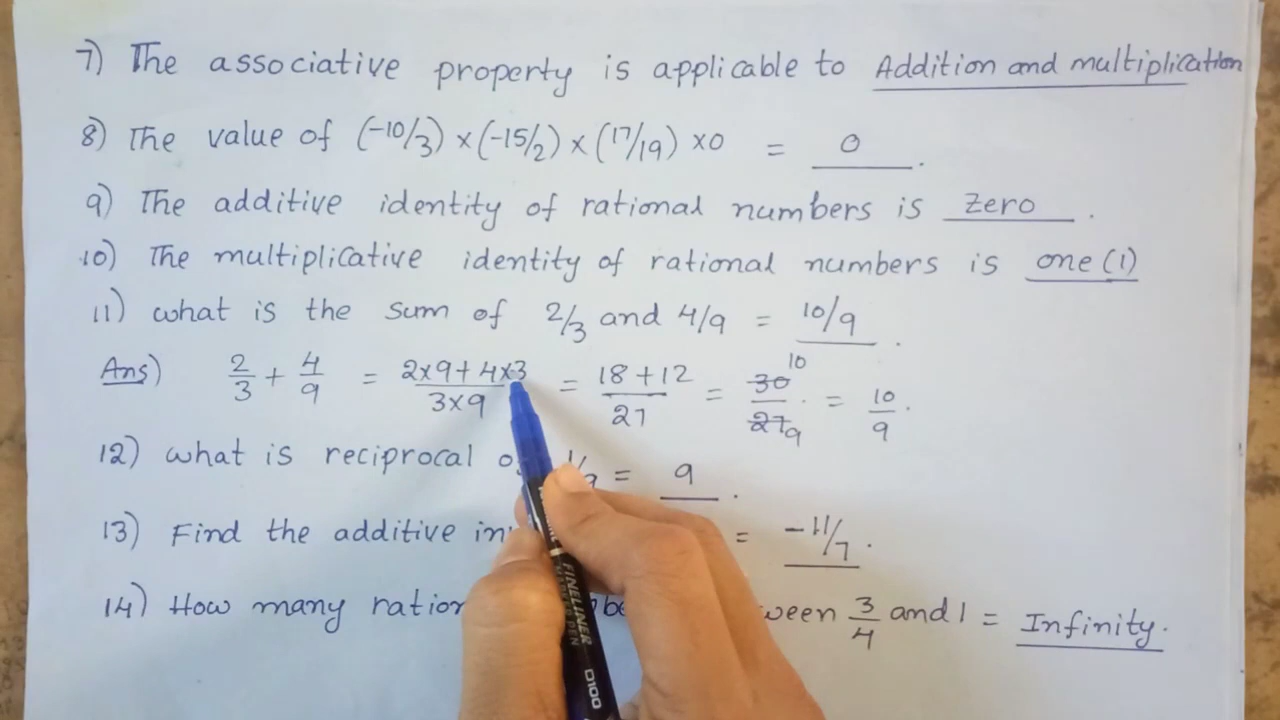 7) The associative property is applicable to Addition and multiplication
8) The value of (-10/3) x (-15/2) x (17/19) x 0 = 0.
9) The additive identity of rational numbers is Zero.
10) The multiplicative identity of rational numbers is one (1)
11) what is the sum of 2/3 and 4/9 = 10/9.
Ans) 2/3 + 4/9 = 2x9+4x3/3x9 = 18+12/27 = 30/27 10/9. = 10/9.
12) what is reciprocal = 9.
13) Find the additive = -11/7.
14) How many 3/4 and 1 = Infinity.
FINELINER
D100